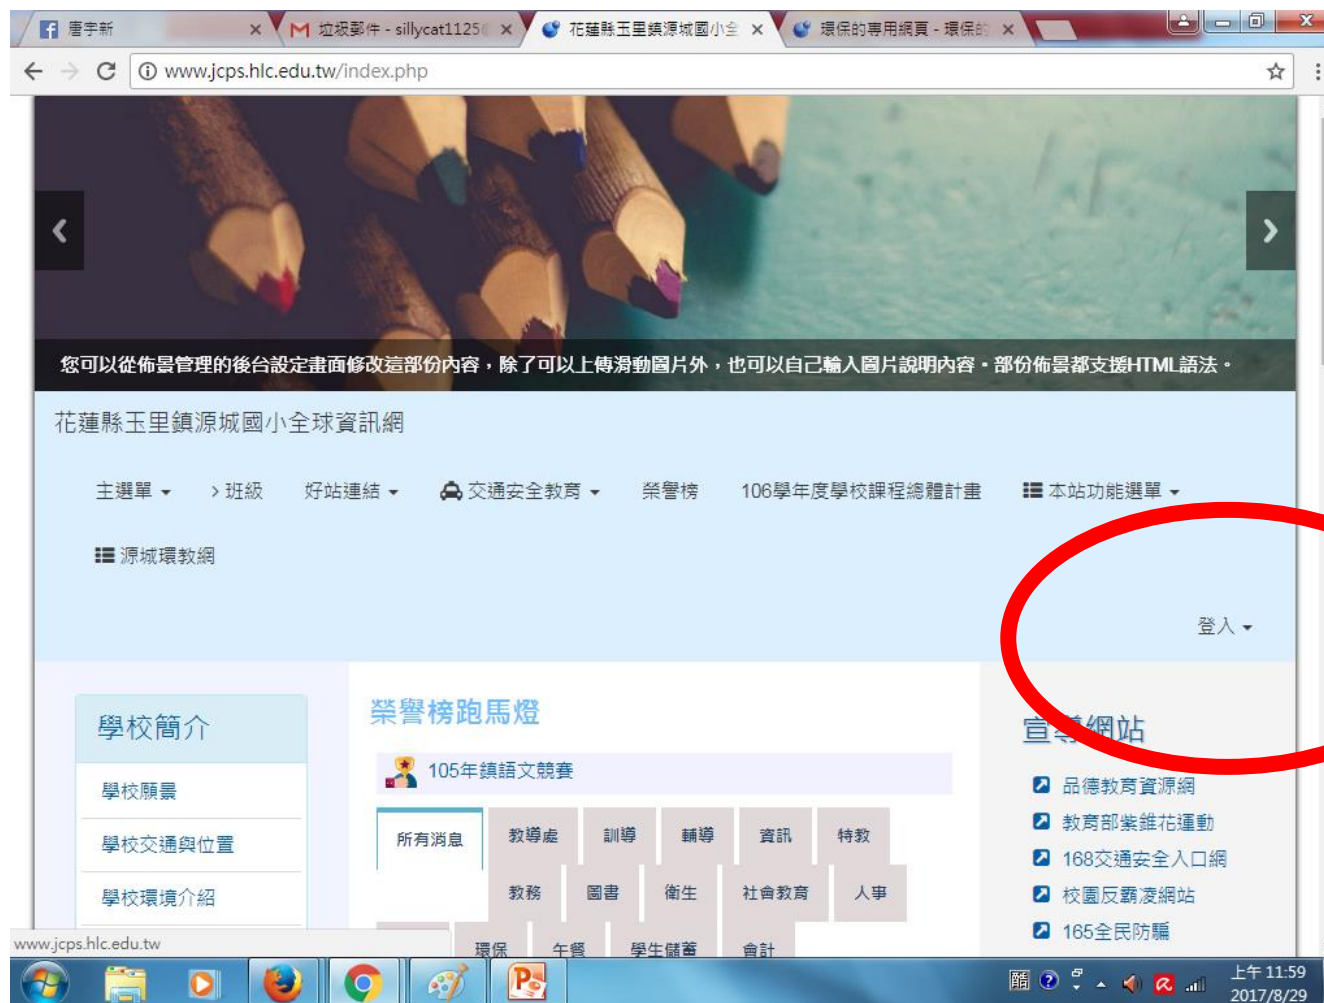 唐宇新
垃圾郵件 - sillycat1125
花蓮縣玉里鎮源城國小全
環保的專用網頁 - 環保的
www.jcps.hlc.edu.tw/index.php
您可以從佈景管理的後台設定畫面修改這部份內容，除了可以上傳滑動圖片外，也可以自己輸入圖片說明內容。部份佈景都支援HTML語法。
花蓮縣玉里鎮源城國小全球資訊網
主選單 › 班級 好站連結 交通安全教育 榮譽榜 106學年度學校課程總體計畫 本站功能選單
源城環教網
登入
學校簡介
學校願景
學校交通與位置
學校環境介紹
榮譽榜跑馬燈
105年鎮語文競賽
所有消息 教導處 訓導 輔導 資訊 特教
教務 圖書 衛生 社會教育 人事
環保 午餐 學生儲蓄 會計
宣導網站
品德教育資源網
教育部紫錐花運動
168交通安全入口網
校園反霸凌網站
165全民防騙
www.jcps.hlc.edu.tw
上午 11:59
2017/8/29